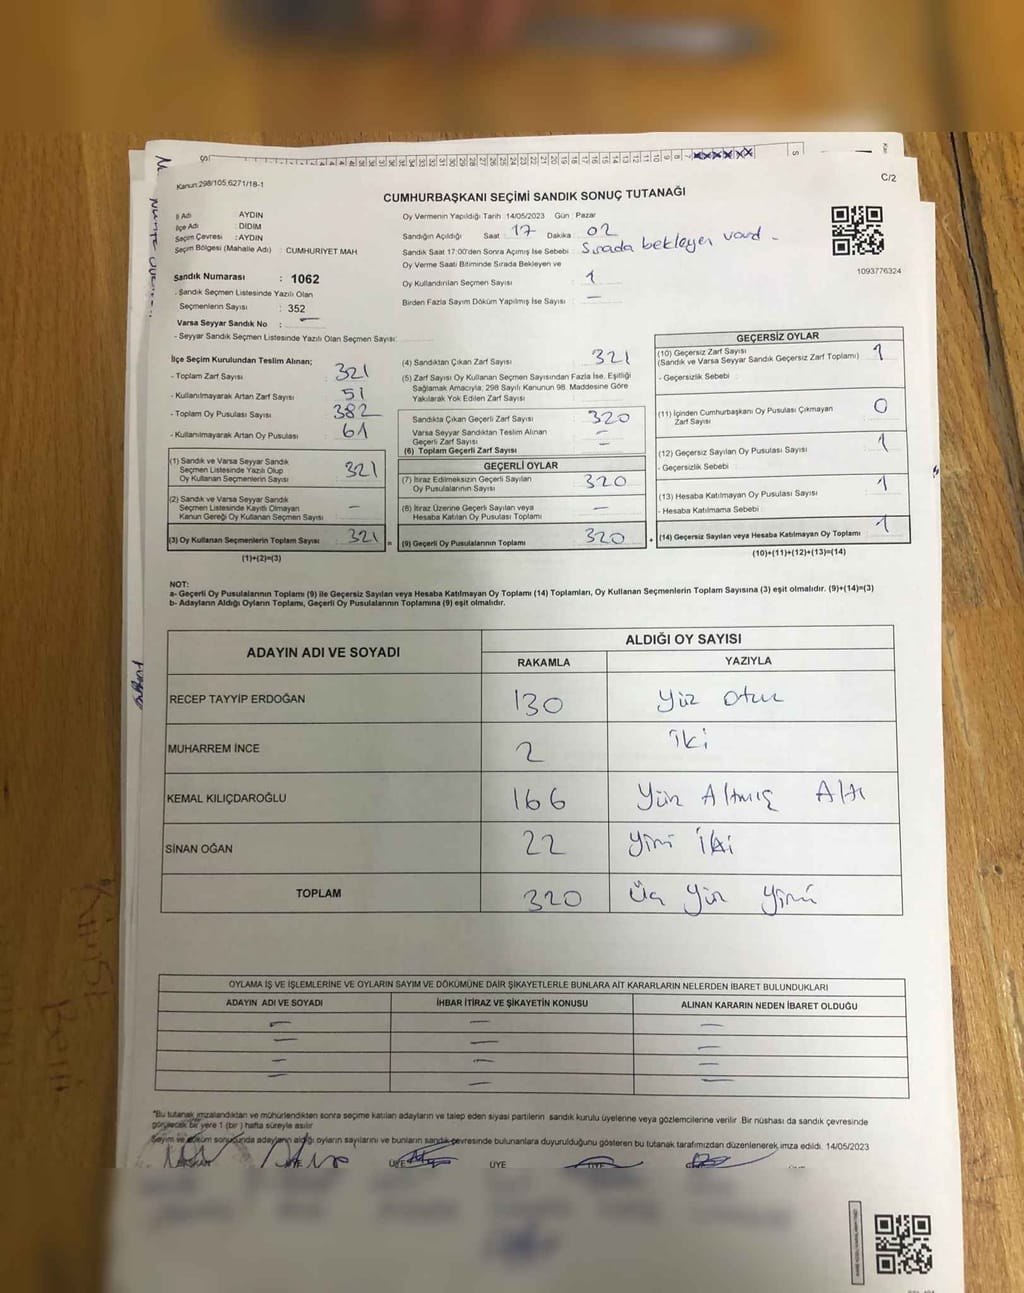 Kanun:298/105;6271/18-1
C/2
CUMHURBAŞKANI SEÇİMİ SANDIK SONUÇ TUTANAĞI
İl Adı : AYDIN
İlçe Adı : DİDİM
Seçim Çevresi : AYDIN
Seçim Bölgesi (Mahalle Adı) : CUMHURİYET MAH
Sandık Numarası : 1062
- Sandık Seçmen Listesinde Yazılı Olan
Seçmenlerin Sayısı : 352
Varsa Seyyar Sandık No : —
- Seyyar Sandık Seçmen Listesinde Yazılı Olan Seçmen Sayısı:
Oy Vermenin Yapıldığı Tarih : 14/05/2023 Gün : Pazar
Sandığın Açıldığı Saat 17 Dakika 02
Sandık Saat 17:00'den Sonra Açımış İse Sebebi : Sırada bekleyen vardı -
Oy Verme Saati Bitiminde Sırada Bekleyen ve
Oy Kullandırılan Seçmen Sayısı : 1
Birden Fazla Sayım Döküm Yapılmış İse Sayısı : —
1093776324
İlçe Seçim Kurulundan Teslim Alınan;
- Toplam Zarf Sayısı : 321
- Kullanılmayarak Artan Zarf Sayısı : 51
- Toplam Oy Pusulası Sayısı : 382
- Kullanılmayarak Artan Oy Pusulası : 61
(1) Sandık ve Varsa Seyyar Sandık
Seçmen Listesinde Yazılı Olup
Oy Kullanan Seçmenlerin Sayısı : 321
(2) Sandık ve Varsa Seyyar Sandık
Seçmen Listesinde Kayıtlı Olmayan
Kanun Gereği Oy Kullanan Seçmen Sayısı : —
(3) Oy Kullanan Seçmenlerin Toplam Sayısı : 321 =
(1)+(2)=(3)
(4) Sandıktan Çıkan Zarf Sayısı : 321
(5) Zarf Sayısı Oy Kullanan Seçmen Sayısından Fazla İse, Eşitliği
Sağlamak Amacıyla, 298 Sayılı Kanunun 98. Maddesine Göre
Yakılarak Yok Edilen Zarf Sayısı :
Sandıkta Çıkan Geçerli Zarf Sayısı : 320
Varsa Seyyar Sandıktan Teslim Alınan
Geçerli Zarf Sayısı : —
(6) Toplam Geçerli Zarf Sayısı : —
GEÇERLİ OYLAR
(7) İtiraz Edilmeksizin Geçerli Sayılan
Oy Pusulalarının Sayısı : 320
(8) İtiraz Üzerine Geçerli Sayılan veya
Hesaba Katılan Oy Pusulası Toplamı : —
(9) Geçerli Oy Pusulalarının Toplamı : 320 +
GEÇERSİZ OYLAR
(10) Geçersiz Zarf Sayısı
(Sandık ve Varsa Seyyar Sandık Geçersiz Zarf Toplamı) : 1
- Geçersizlik Sebebi :
(11) İçinden Cumhurbaşkanı Oy Pusulası Çıkmayan
Zarf Sayısı : 0
(12) Geçersiz Sayılan Oy Pusulası Sayısı : 1
- Geçersizlik Sebebi :
(13) Hesaba Katılmayan Oy Pusulası Sayısı : 1
- Hesaba Katılmama Sebebi :
(14) Geçersiz Sayılan veya Hesaba Katılmayan Oy Toplamı : 1
(10)+(11)+(12)+(13)=(14)
NOT:
a- Geçerli Oy Pusulalarının Toplamı (9) ile Geçersiz Sayılan veya Hesaba Katılmayan Oy Toplamı (14) Toplamları, Oy Kullanan Seçmenlerin Toplam Sayısına (3) eşit olmalıdır. (9)+(14)=(3)
b- Adayların Aldığı Oyların Toplamı, Geçerli Oy Pusulalarının Toplamına (9) eşit olmalıdır.
ADAYIN ADI VE SOYADI
ALDIĞI OY SAYISI
RAKAMLA YAZIYLA
RECEP TAYYİP ERDOĞAN 130 Yüz otuz
MUHARREM İNCE 2 İki
KEMAL KILIÇDAROĞLU 166 Yüz Altmış Altı
SİNAN OĞAN 22 Yirmi İki
TOPLAM 320 Üç Yüz Yirmi
OYLAMA İŞ VE İŞLEMLERİNE VE OYLARIN SAYIM VE DÖKÜMÜNE DAİR ŞİKAYETLERLE BUNLARA AİT KARARLARIN NELERDEN İBARET BULUNDUKLARI
ADAYIN ADI VE SOYADI İHBAR İTİRAZ VE ŞİKAYETİN KONUSU ALINAN KARARIN NEDEN İBARET OLDUĞU
— — —
— — —
— — —
— — —
*Bu tutanak imzalandıktan ve mühürlendikten sonra seçime katılan adayların ve talep eden siyasi partilerin sandık kurulu üyelerine veya gözlemcilerine verilir. Bir nüshası da sandık çevresinde
görülecek bir yere 1 (bir) hafta süreyle asılır.
Sayım ve döküm sonucunda adayların aldığı oyların sayılarını ve bunların sandık çevresinde bulunanlara duyurulduğunu gösteren bu tutanak tarafımızdan düzenlenerek imza edildi. 14/05/2023
BAŞKAN ÜYE ÜYE ÜYE ÜYE